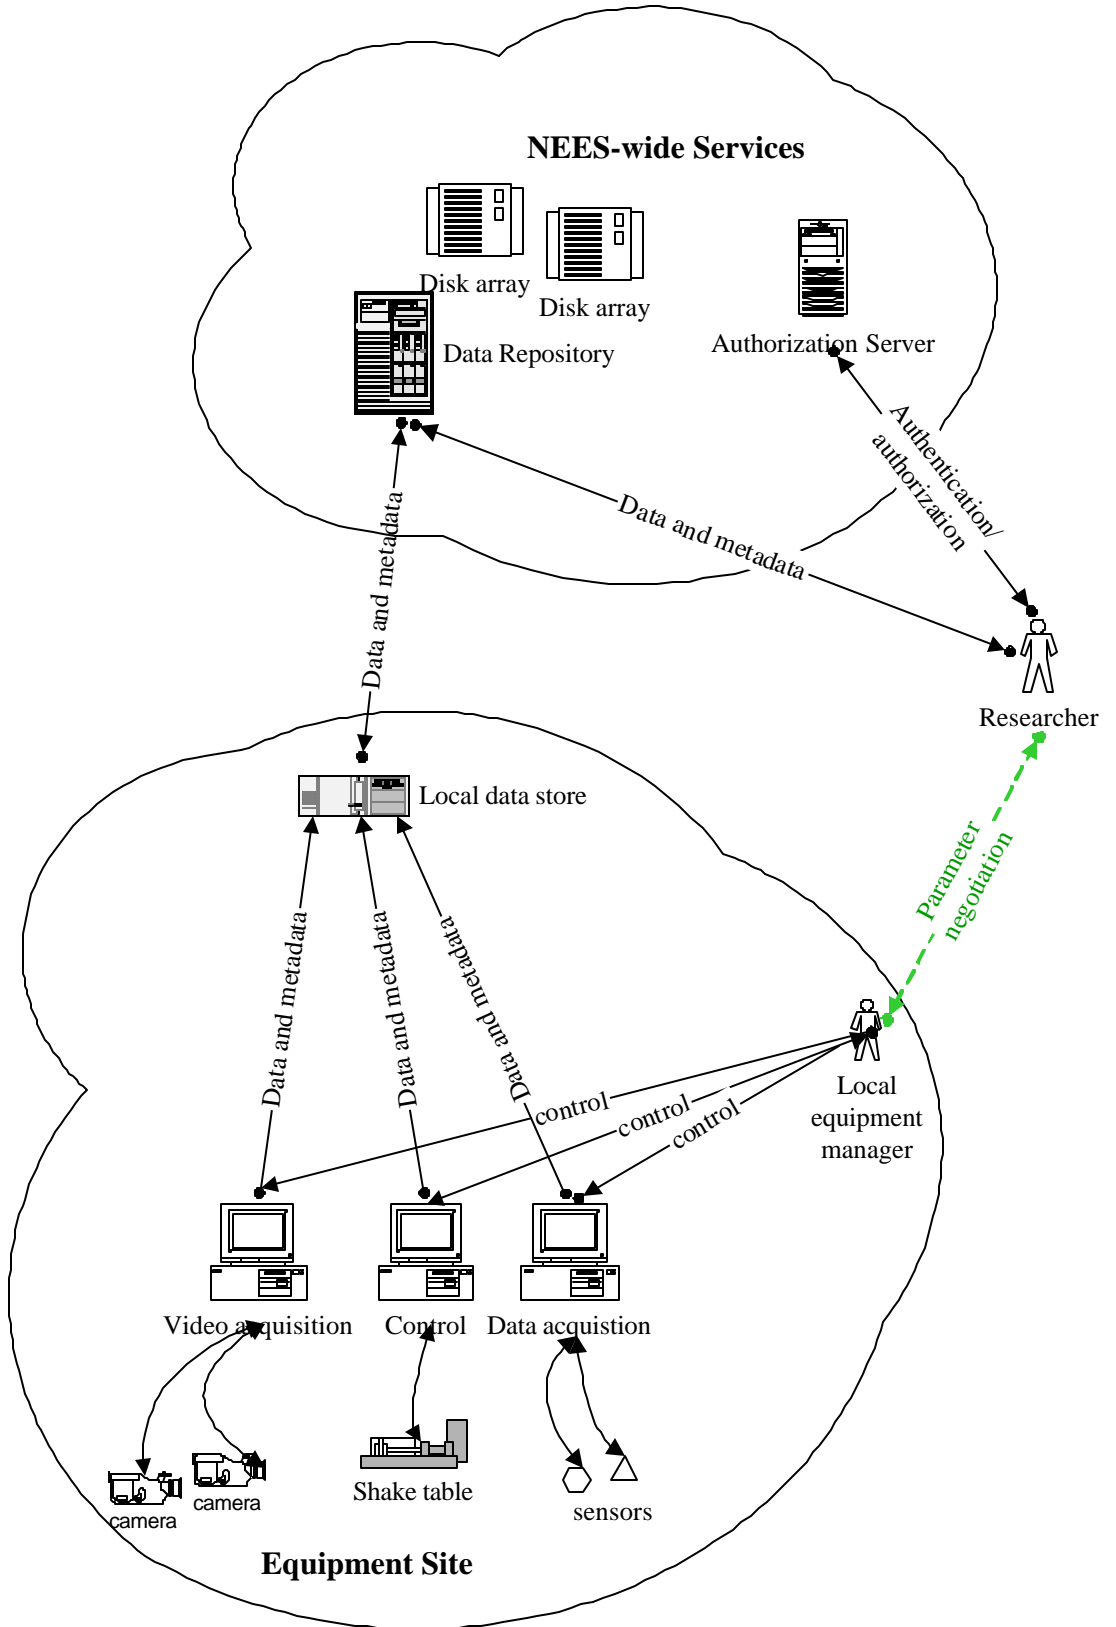 NEES-wide Services
Disk array
Disk array
Data Repository
Authorization Server
Authentication/
authorization
Data and metadata
Data and metadata
Researcher
Local data store
Parameter
negotiation
Data and metadata
Data and metadata
Data and metadata
Local
equipment
manager
control
control
control
Video acquisition
Control
Data acquistion
camera
camera
Shake table
sensors
Equipment Site